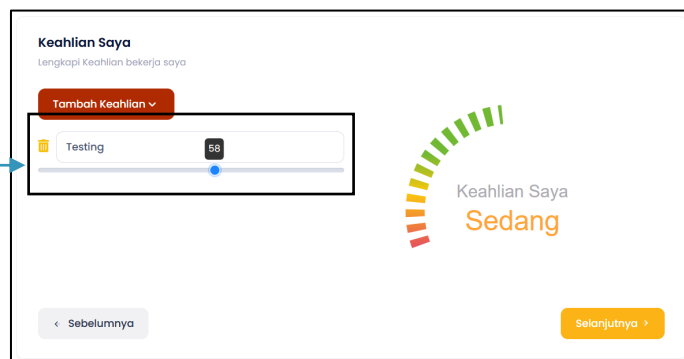 Keahlian Saya
Lengkapi Keahlian bekerja saya
Tambah Keahlian
Testing
58
Keahlian Saya
Sedang
Sebelumnya
Selanjutnya